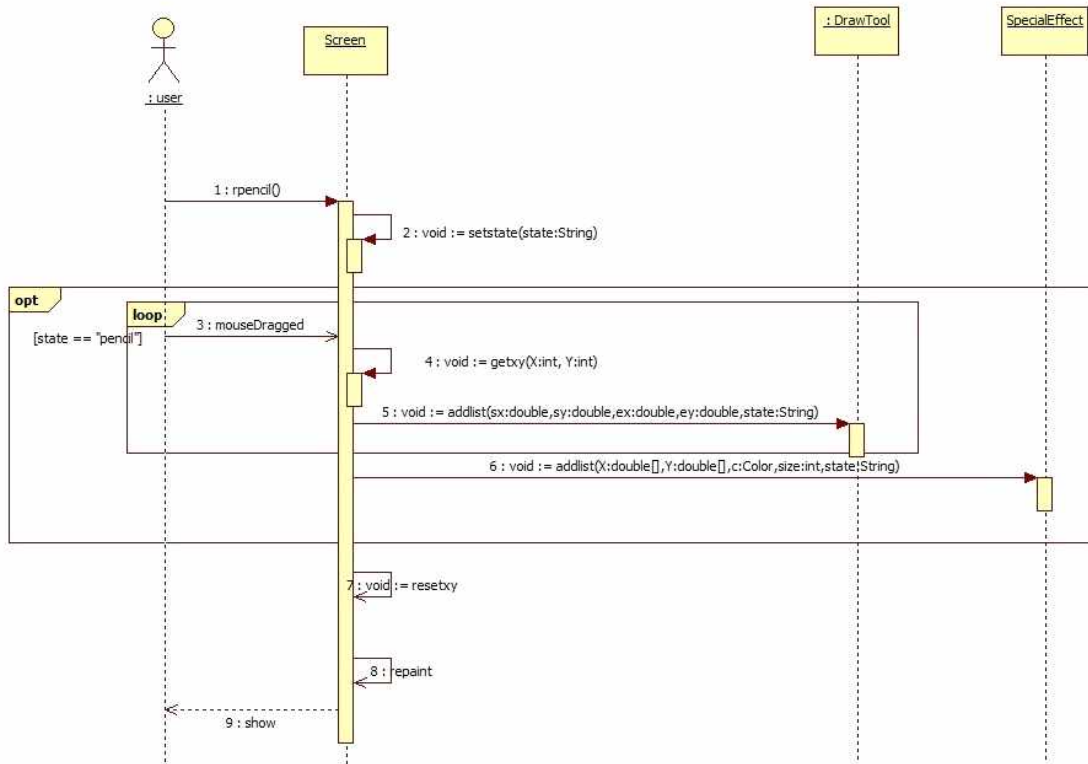 : DrawTool
SpecialEffect
Screen
: user
1 : rpencil()
2 : void := setstate(state:String)
opt
loop
3 : mouseDragged
[state == "pencil"]
4 : void := getxy(X:int, Y:int)
5 : void := addlist(sx:double,sy:double,ex:double,ey:double,state:String)
6 : void := addlist(X:double[],Y:double[],c:Color,size:int,state:String)
7 : void := resetxy
8 : repaint
9 : show